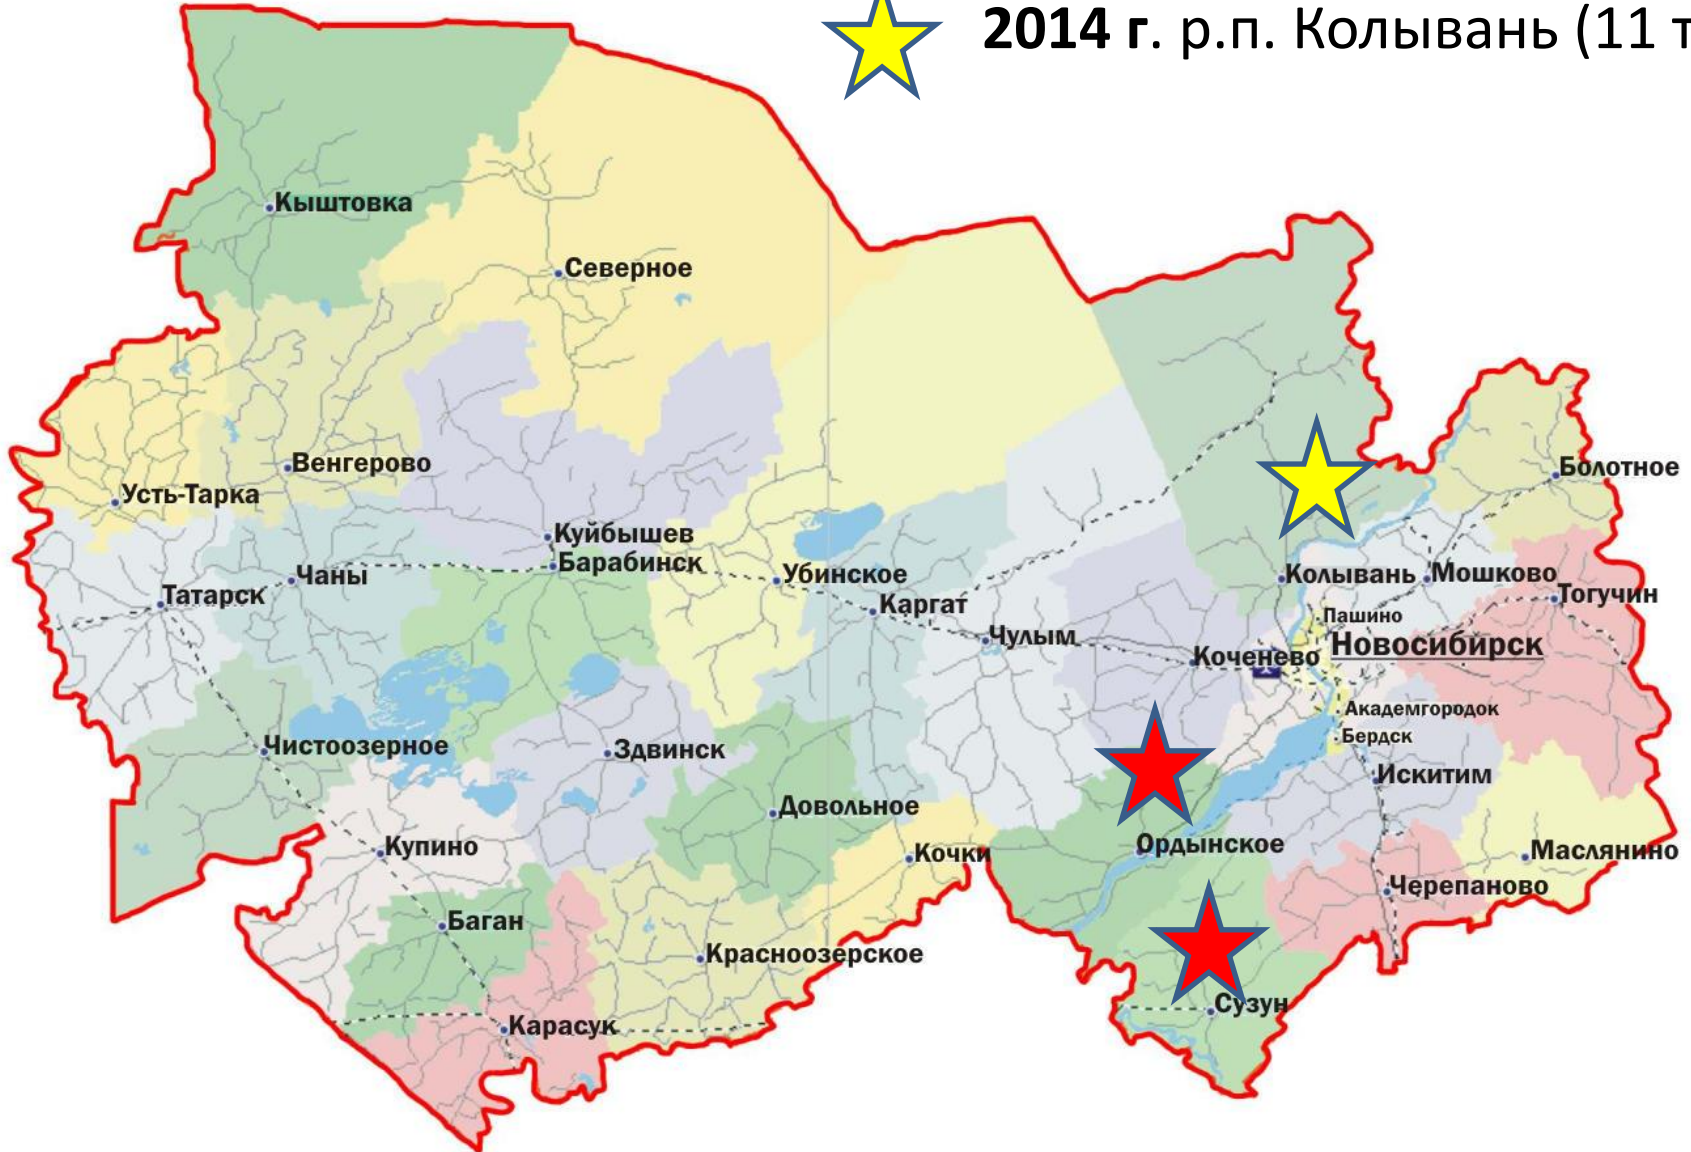 2014 г. р.п. Колывань (11 т
Кыштовка
Северное
Венгерово
Болотное
Усть-Тарка
Куйбышев
Барабинск
Чаны
Убинское
Колывань
Мошково
Татарск
Каргат
Тогучин
Пашино
Чулым
Новосибирск
Коченево
Академгородок
Бердск
Чистоозерное
Здвинск
Искитим
Довольное
Купино
Кочки
Ордынское
Маслянино
Черепаново
Баган
Красноозерское
Сузун
Карасук